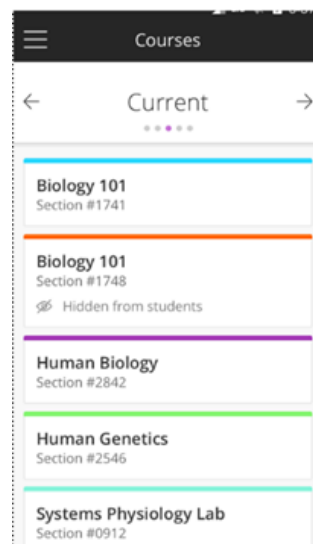 Courses
Current
Biology 101
Section #1741
Biology 101
Section #1748
Hidden from students
Human Biology
Section #2842
Human Genetics
Section #2546
Systems Physiology Lab
Section #0912